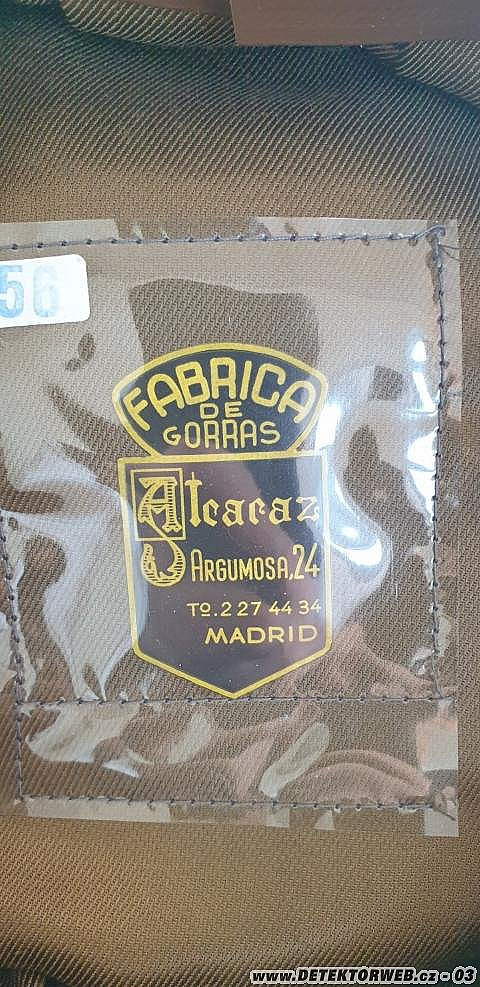 56
FABRICA
DE
GORRAS
Alcaraz
ARGUMOSA,24
Tº.2 27 44 34
MADRID
www.DETEKTORWEB.cz - 03